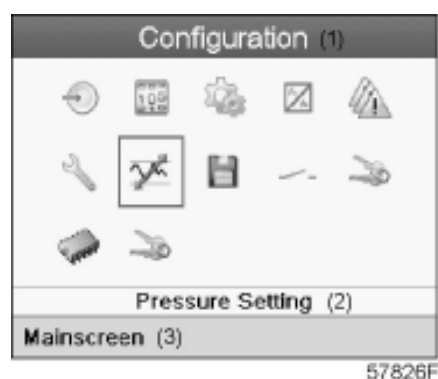 Configuration (1)
Pressure Setting (2)
Mainscreen (3)
57826F